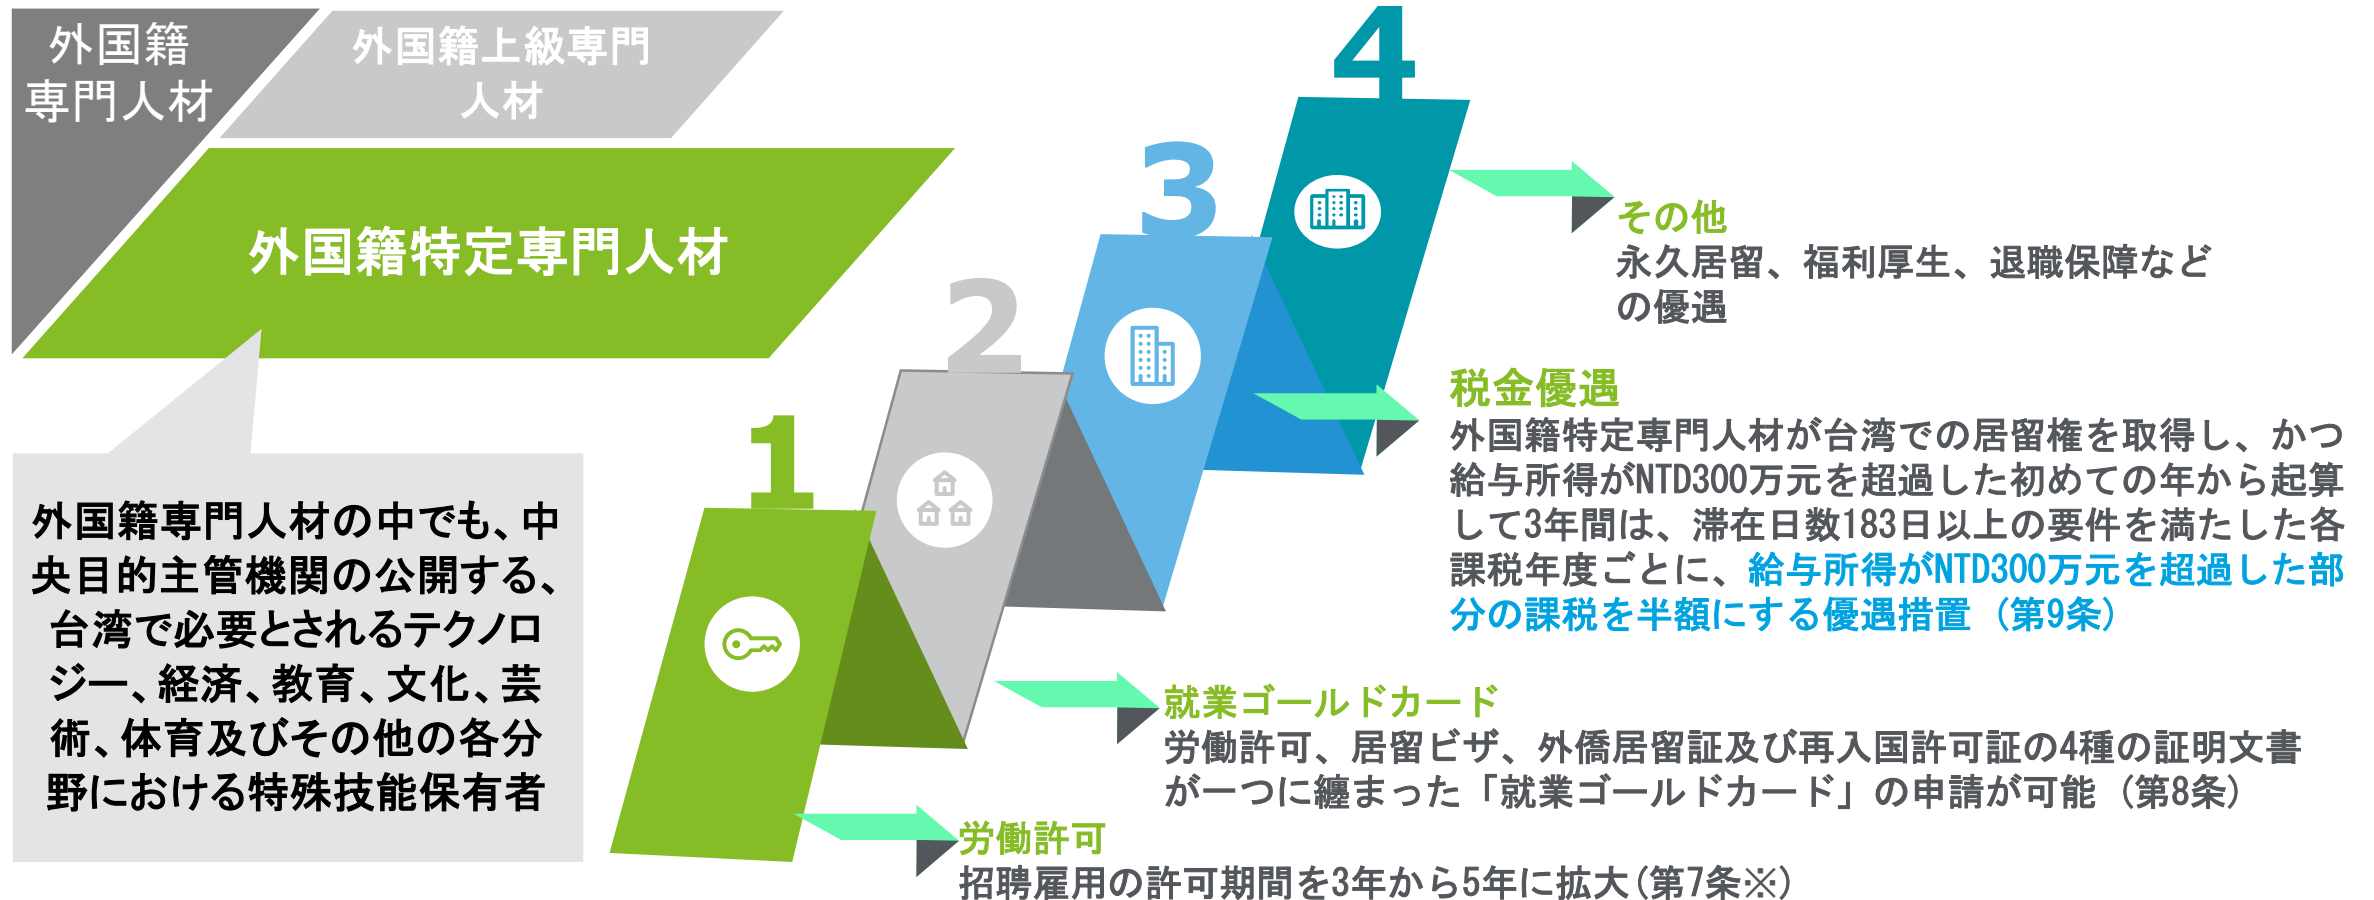 外国籍
専門人材
外国籍上級専門
人材
外国籍特定専門人材
外国籍専門人材の中でも、中
央目的主管機関の公開する、
台湾で必要とされるテクノロ
ジー、経済、教育、文化、芸
術、体育及びその他の各分
野における特殊技能保有者
1
2
3
4
その他
永久居留、福利厚生、退職保障など
の優遇
税金優遇
外国籍特定専門人材が台湾での居留権を取得し、かつ
給与所得がNTD300万元を超過した初めての年から起算
して3年間は、滞在日数183日以上の要件を満たした各
課税年度ごとに、給与所得がNTD300万元を超過した部
分の課税を半額にする優遇措置（第9条）
就業ゴールドカード
労働許可、居留ビザ、外僑居留証及び再入国許可証の4種の証明文書
が一つに纏まった「就業ゴールドカード」の申請が可能（第8条）
労働許可
招聘雇用の許可期間を3年から5年に拡大(第7条※)